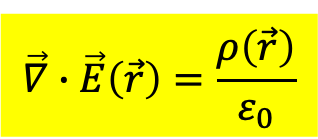 ∇⃗ · E⃗(r⃗) = ρ(r⃗) / ε₀